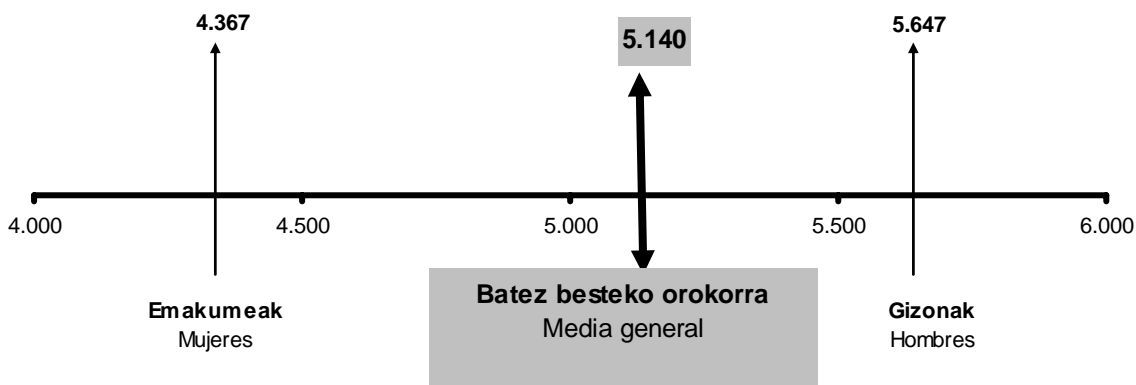 4.367
5.140
5.647
4.000
4.500
5.000
5.500
6.000
Emakumeak
Mujeres
Batez besteko orokorra
Media general
Gizonak
Hombres